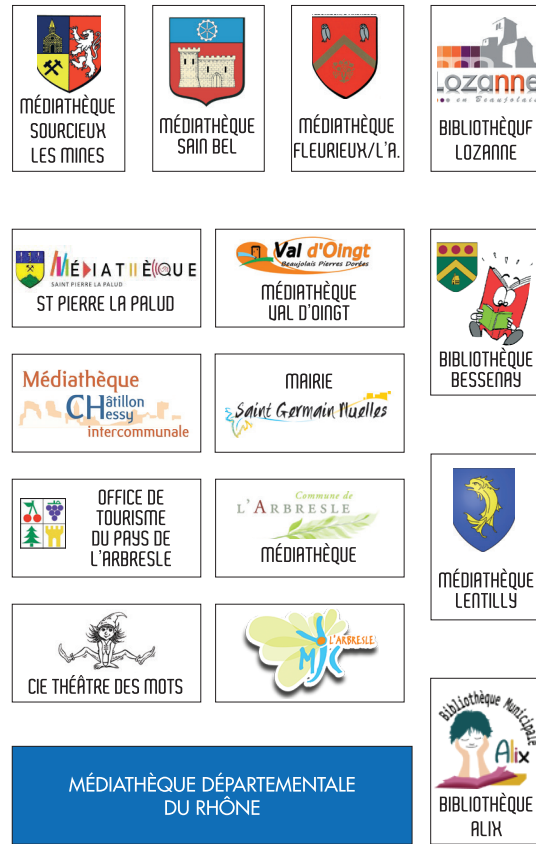 MÉDIATHÈQUE
SOURCIEUX
LES MINES
MÉDIATHÈQUE
SAIN BEL
MÉDIATHÈQUE
FLEURIEUX/L'A.
Lozanne
en Beaujolais
BIBLIOTHÈQUE
LOZANNE
MÉDIATHÈQUE
SAINT PIERRE LA PALUD
ST PIERRE LA PALUD
Val d'Oingt
Beaujolais Pierres Dorées
MÉDIATHÈQUE
VAL D'OINGT
BIBLIOTHÈQUE
BESSENAY
Médiathèque
CHâtillon
Hessy
intercommunale
MAIRIE
Saint Germain Nuelles
OFFICE DE
TOURISME
DU PAYS DE
L'ARBRESLE
Commune de
L'ARBRESLE
MÉDIATHÈQUE
MÉDIATHÈQUE
LENTILLY
CIE THÉÂTRE DES MOTS
L'ARBRESLE
MJC
Bibliothèque Municipale
Alix
BIBLIOTHÈQUE
ALIX
MÉDIATHÈQUE DÉPARTEMENTALE
DU RHÔNE